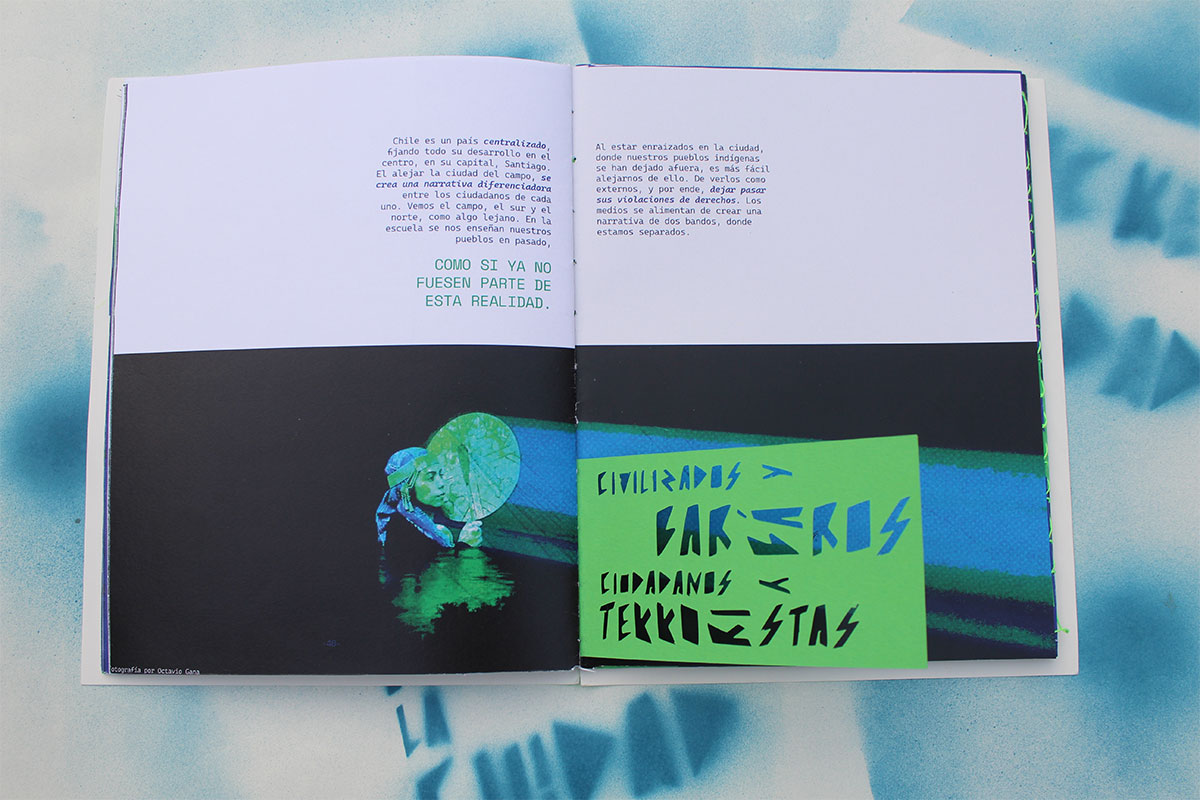 Chile es un país centralizado,
fijando todo su desarrollo en el
centro, en su capital, Santiago.
El alejar la ciudad del campo, se
crea una narrativa diferenciadora
entre los ciudadanos de cada
uno. Vemos el campo, el sur y el
norte, como algo lejano. En la
escuela se nos enseñan nuestros
pueblos en pasado,
COMO SI YA NO
FUESEN PARTE DE
ESTA REALIDAD.
Al estar enraizados en la ciudad,
donde nuestros pueblos indígenas
se han dejado afuera, es más fácil
alejarnos de ello. De verlos como
externos, y por ende, dejar pasar
sus violaciones de derechos. Los
medios se alimentan de crear una
narrativa de dos bandos, donde
estamos separados.
CIVILIZADOS Y
CIUDADANOS Y
otografía por Octavio Gana